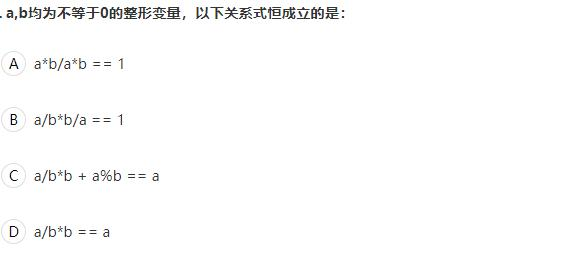 . a,b均为不等于0的整形变量，以下关系式恒成立的是：
A a*b/a*b == 1
B a/b*b/a == 1
C a/b*b + a%b == a
D a/b*b == a